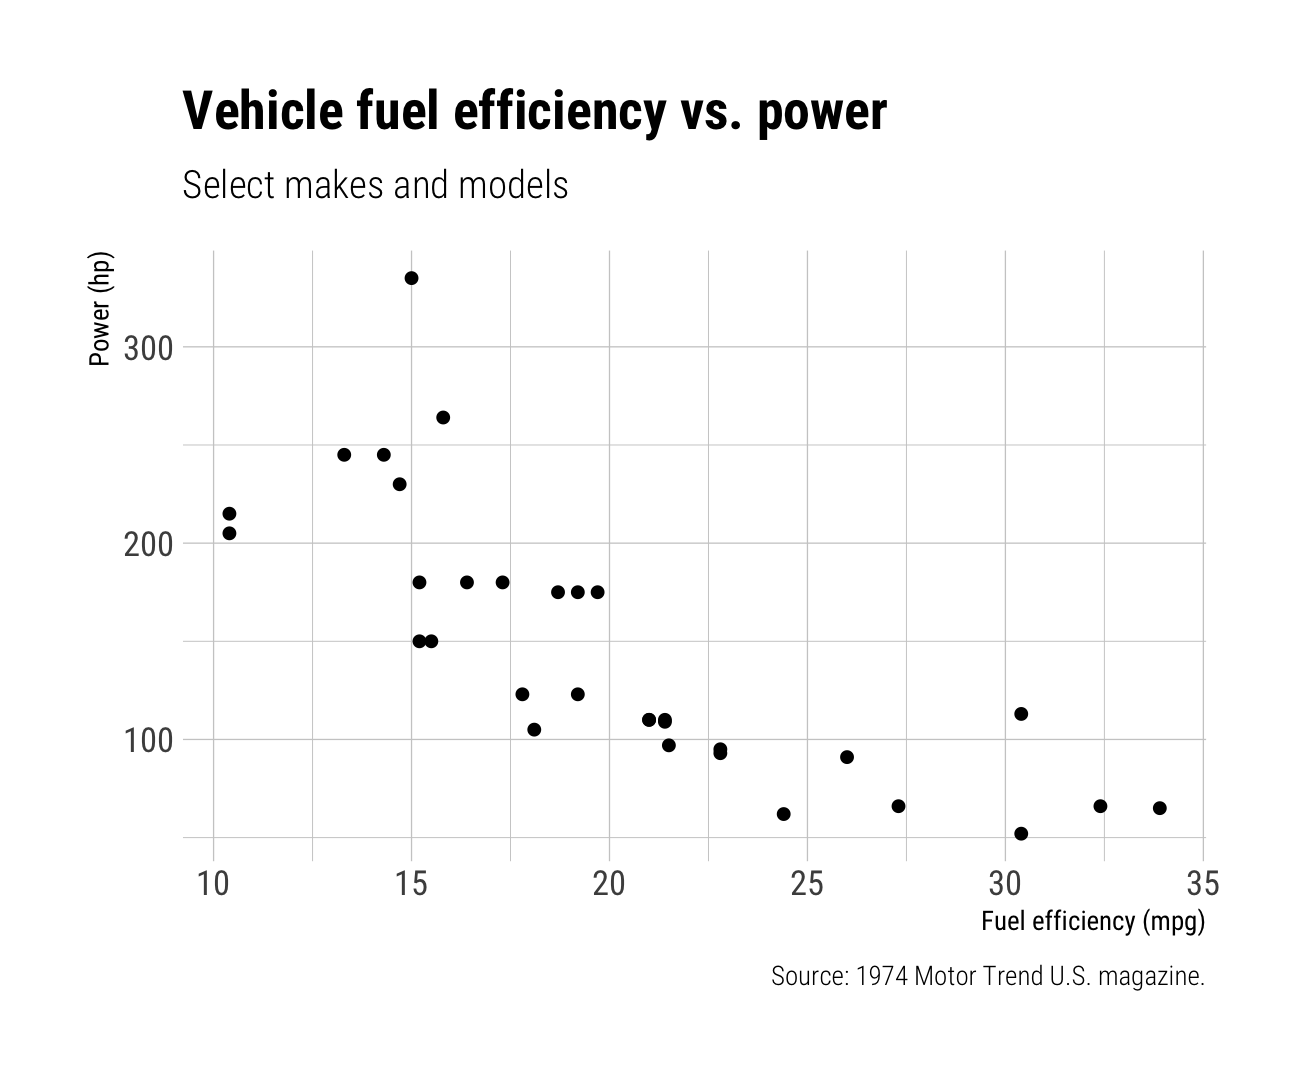 Vehicle fuel efficiency vs. power
Select makes and models
Power (hp)
300
200
100
10 15 20 25 30 35
Fuel efficiency (mpg)
Source: 1974 Motor Trend U.S. magazine.